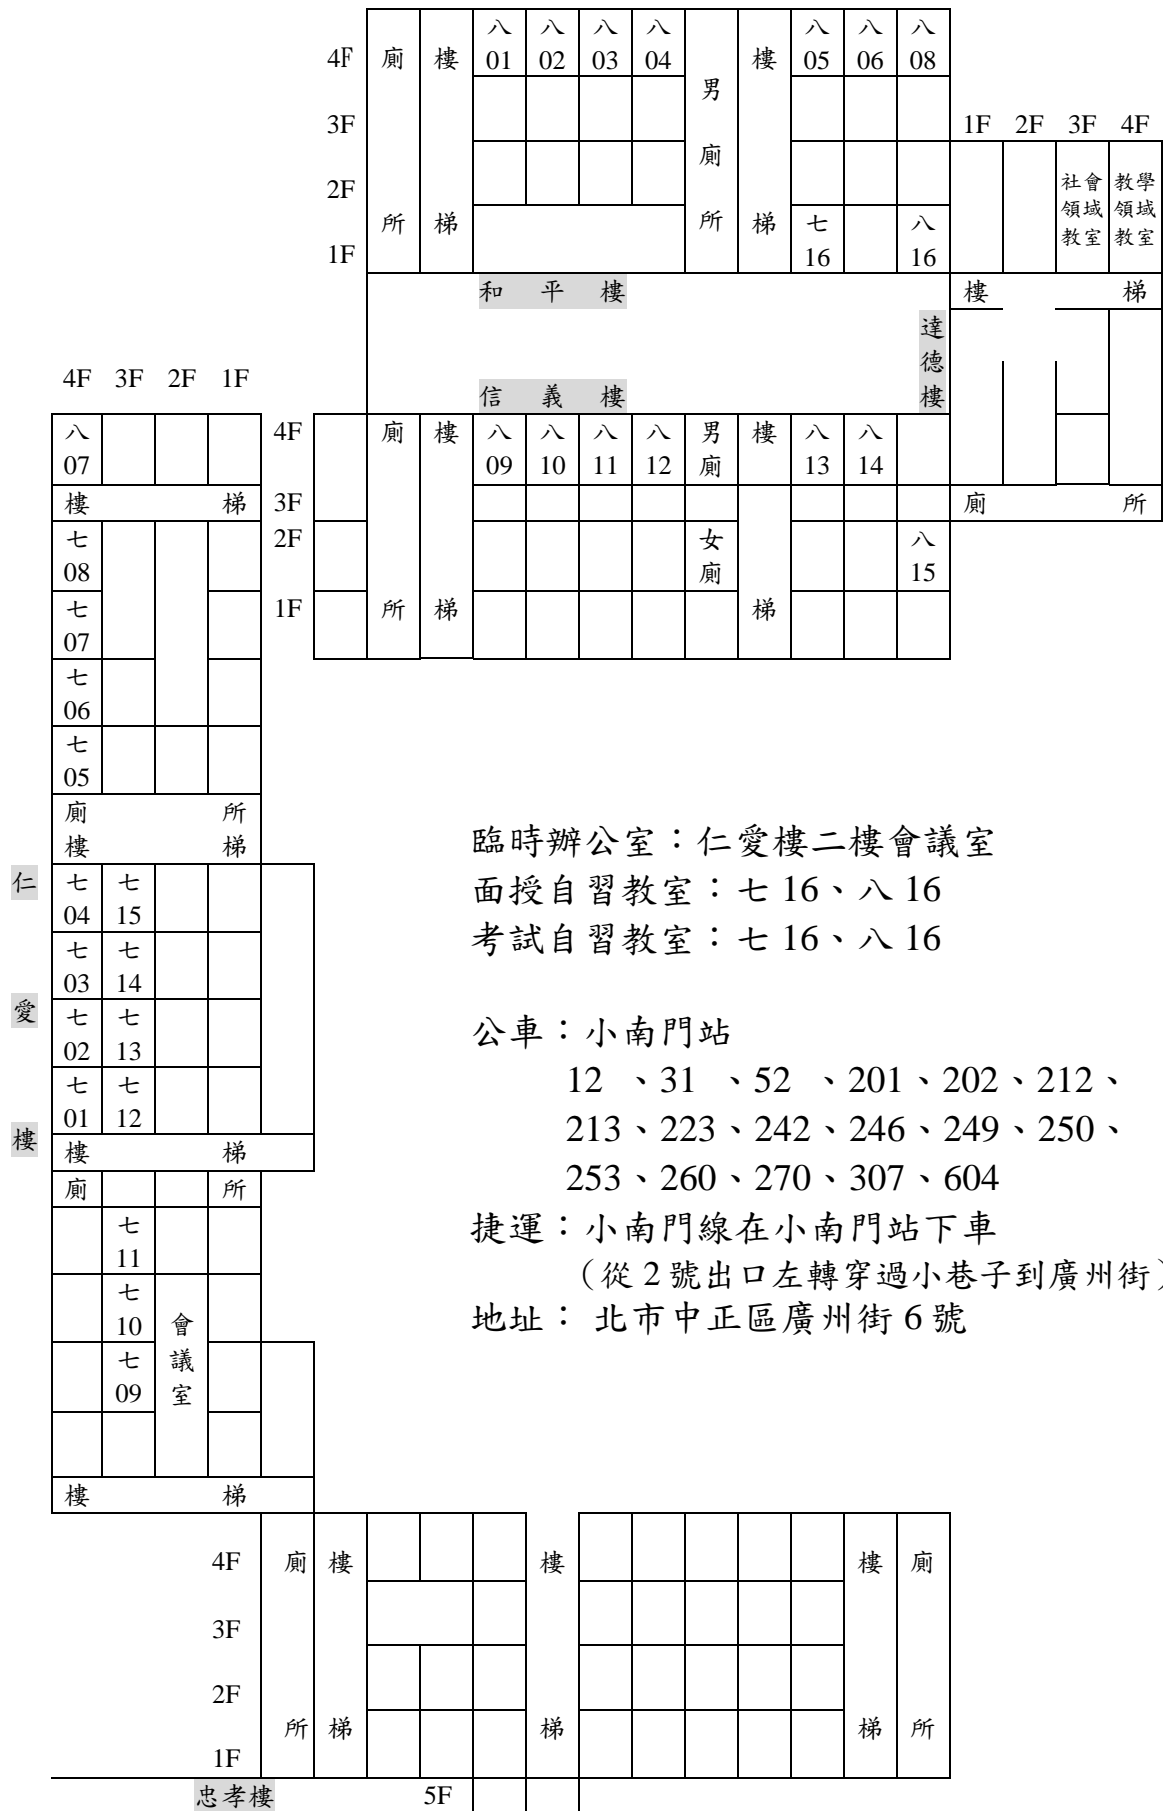 八 八 八 八 八 八 八
4F 廁 樓 01 02 03 04 樓 05 06 08
男
3F 1F 2F 3F 4F
廁
2F 社會 教學
所 梯 所 梯 七 八 領域 領域
1F 16 16 教室 教室
和 平 樓 樓 梯
達
德
4F 3F 2F 1F
信 義 樓 樓
八 4F 廁 樓 八 八 八 八 男 樓 八 八
07 09 10 11 12 廁 13 14
樓 梯 3F 廁 所
七 2F 女 八
08 廁 15
七 1F 所 梯 梯
07
七
06
七
05
廁 所
樓 梯
臨時辦公室：仁愛樓二樓會議室
仁 七 七
面授自習教室：七 16、八 16
04 15
考試自習教室：七 16、八 16
七 七
03 14
愛 七 七
公車：小南門站
02 13
12 、31 、52 、201、202、212、
七 七
01 12
213、223、242、246、249、250、
樓 樓 梯
253、260、270、307、604
廁 所
七
捷運：小南門線在小南門站下車
11
（從 2 號出口左轉穿過小巷子到廣州街）
七
10 會
地址： 北市中正區廣州街 6 號
七 議
09 室
樓 梯
4F 廁 樓 樓 樓 廁
3F
2F
所 梯 梯 梯 所
1F
忠孝樓 5F